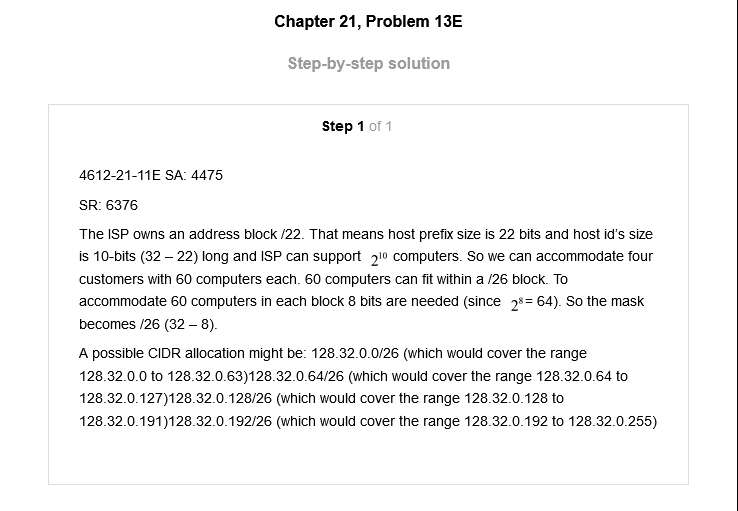 Chapter 21, Problem 13E
Step-by-step solution
Step 1 of 1
4612-21-11E SA: 4475
SR: 6376
The ISP owns an address block /22. That means host prefix size is 22 bits and host id's size
is 10-bits (32 – 22) long and ISP can support 2¹⁰ computers. So we can accommodate four
customers with 60 computers each. 60 computers can fit within a /26 block. To
accommodate 60 computers in each block 8 bits are needed (since 2⁸= 64). So the mask
becomes /26 (32 – 8).
A possible CIDR allocation might be: 128.32.0.0/26 (which would cover the range
128.32.0.0 to 128.32.0.63)128.32.0.64/26 (which would cover the range 128.32.0.64 to
128.32.0.127)128.32.0.128/26 (which would cover the range 128.32.0.128 to
128.32.0.191)128.32.0.192/26 (which would cover the range 128.32.0.192 to 128.32.0.255)